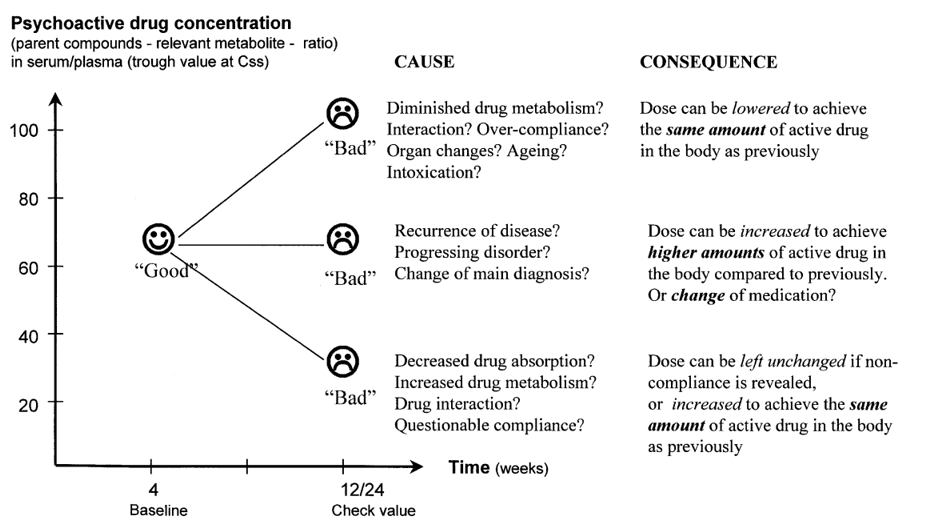 Psychoactive drug concentration
(parent compounds - relevant metabolite - ratio)
in serum/plasma (trough value at Css)
CAUSE
CONSEQUENCE
100
80
60
40
20
"Good"
"Bad"
Diminished drug metabolism?
Interaction? Over-compliance?
Organ changes? Ageing?
Intoxication?
Dose can be lowered to achieve
the same amount of active drug
in the body as previously
"Bad"
Recurrence of disease?
Progressing disorder?
Change of main diagnosis?
Dose can be increased to achieve
higher amounts of active drug in
the body compared to previously.
Or change of medication?
"Bad"
Decreased drug absorption?
Increased drug metabolism?
Drug interaction?
Questionable compliance?
Dose can be left unchanged if non-
compliance is revealed,
or increased to achieve the same
amount of active drug in the body
as previously
Time (weeks)
4
Baseline
12/24
Check value